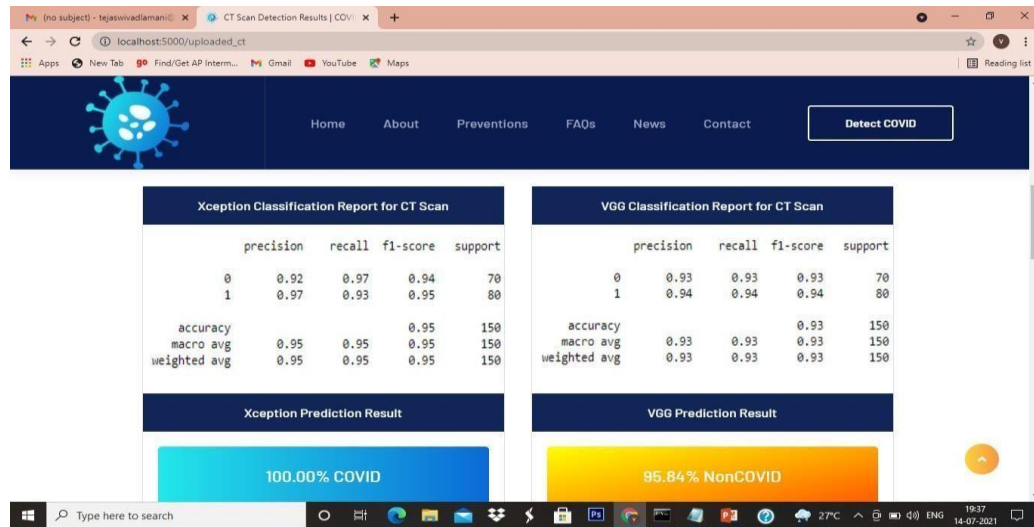 (no subject) - tejaswivadlamani@
CT Scan Detection Results | COVI
localhost:5000/uploaded_ct
Apps New Tab go Find/Get AP Interm... Gmail YouTube Maps Reading list
Home About Preventions FAQs News Contact Detect COVID
Xception Classification Report for CT Scan
precision recall f1-score support
0 0.92 0.97 0.94 70
1 0.97 0.93 0.95 80
accuracy 0.95 150
macro avg 0.95 0.95 0.95 150
weighted avg 0.95 0.95 0.95 150
Xception Prediction Result
100.00% COVID
VGG Classification Report for CT Scan
precision recall f1-score support
0 0.93 0.93 0.93 70
1 0.94 0.94 0.94 80
accuracy 0.93 150
macro avg 0.93 0.93 0.93 150
weighted avg 0.93 0.93 0.93 150
VGG Prediction Result
95.84% NonCOVID
Type here to search
Ps
27°C ENG
19:37
14-07-2021